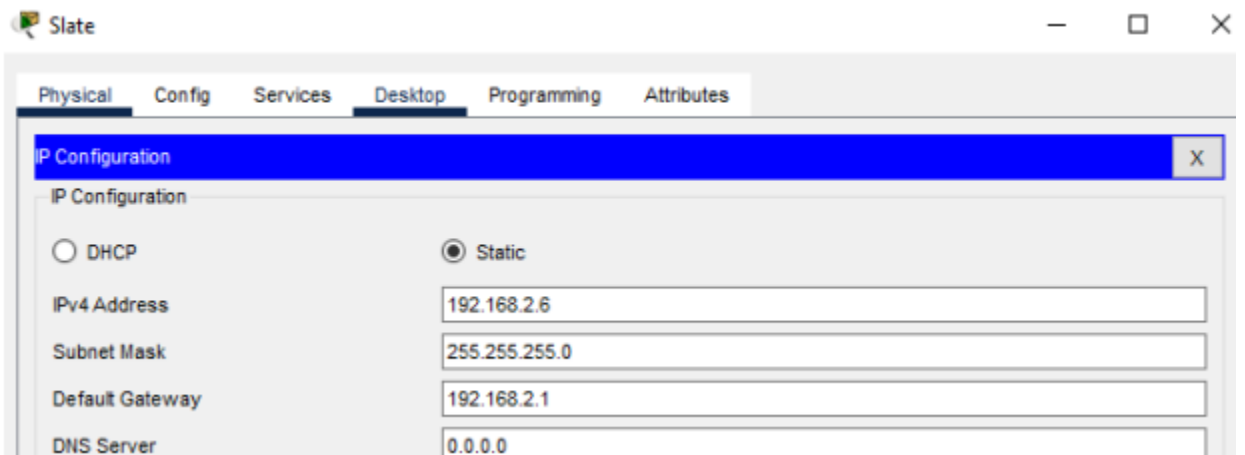 Slate
Physical Config Services Desktop Programming Attributes
IP Configuration X
IP Configuration
DHCP Static
IPv4 Address 192.168.2.6
Subnet Mask 255.255.255.0
Default Gateway 192.168.2.1
DNS Server 0.0.0.0